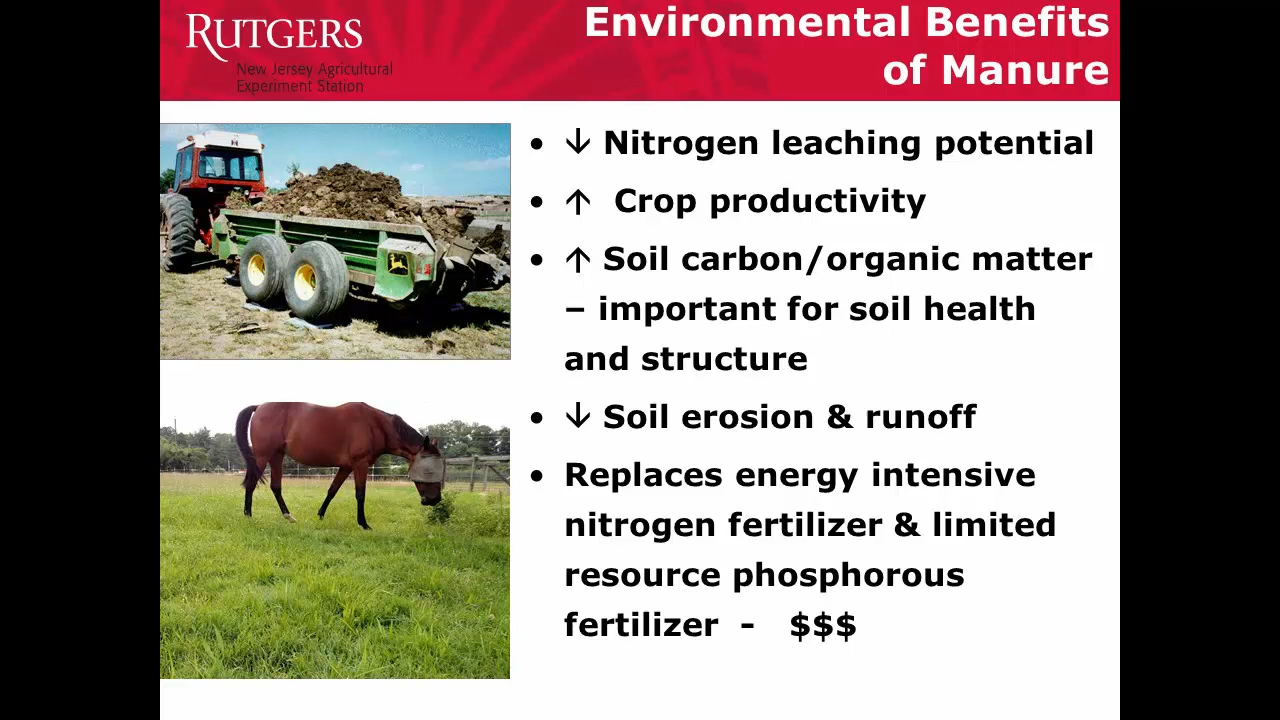 RUTGERS
New Jersey Agricultural
Experiment Station
Environmental Benefits
of Manure
• ↓ Nitrogen leaching potential
• ↑ Crop productivity
• ↑ Soil carbon/organic matter
– important for soil health
and structure
• ↓ Soil erosion & runoff
• Replaces energy intensive
nitrogen fertilizer & limited
resource phosphorous
fertilizer - $$$